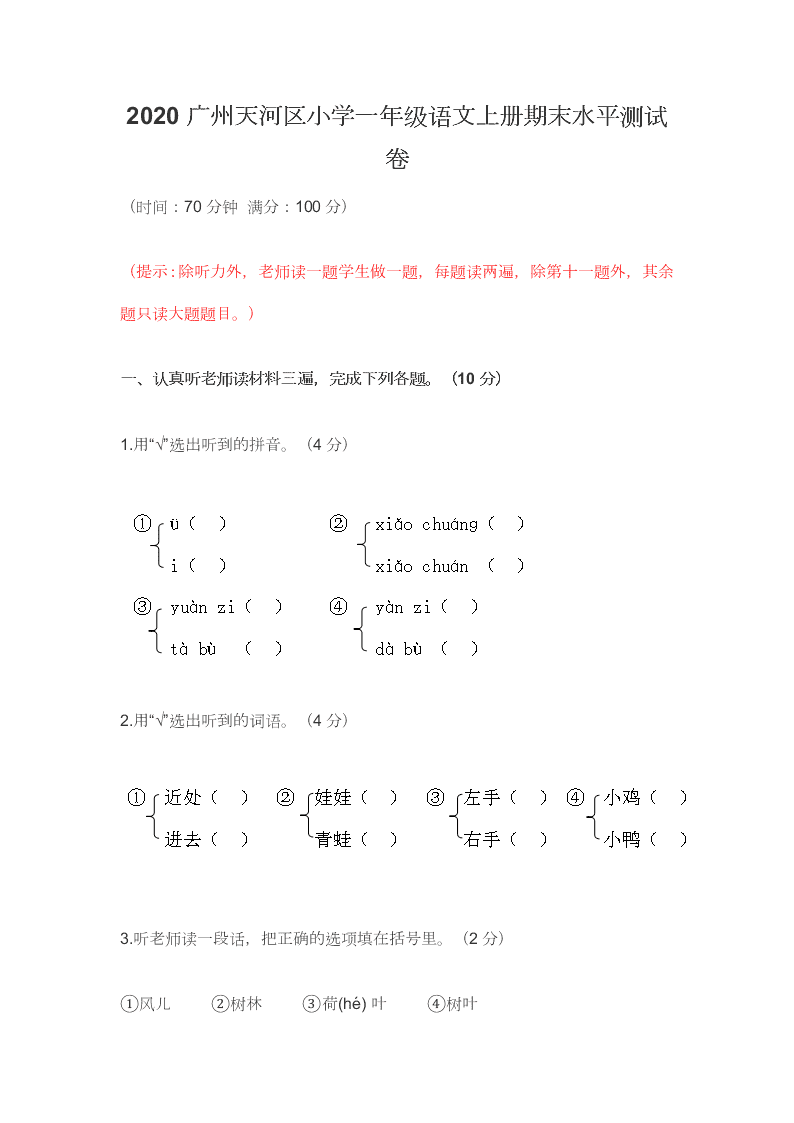 2020 广州天河区小学一年级语文上册期末水平测试
卷
（时间：70 分钟 满分：100 分）
（提示：除听力外，老师读一题学生做一题，每题读两遍，除第十一题外，其余
题只读大题题目。）
一、认真听老师读材料三遍，完成下列各题。（10 分）
1.用“√”选出听到的拼音。（4 分）
① ù（ ） ② xiǎo chuáng（ ）
i（ ） xiǎo chuán （ ）
③ yuàn zi（ ） ④ yàn zi（ ）
tà bù （ ） dà bù （ ）
2.用“√”选出听到的词语。（4 分）
① 近处（ ） ② 娃娃（ ） ③ 左手（ ） ④ 小鸡（ ）
进去（ ） 青蛙（ ） 右手（ ） 小鸭（ ）
3.听老师读一段话，把正确的选项填在括号里。（2 分）
①风儿 ②树林 ③荷(hé) 叶 ④树叶